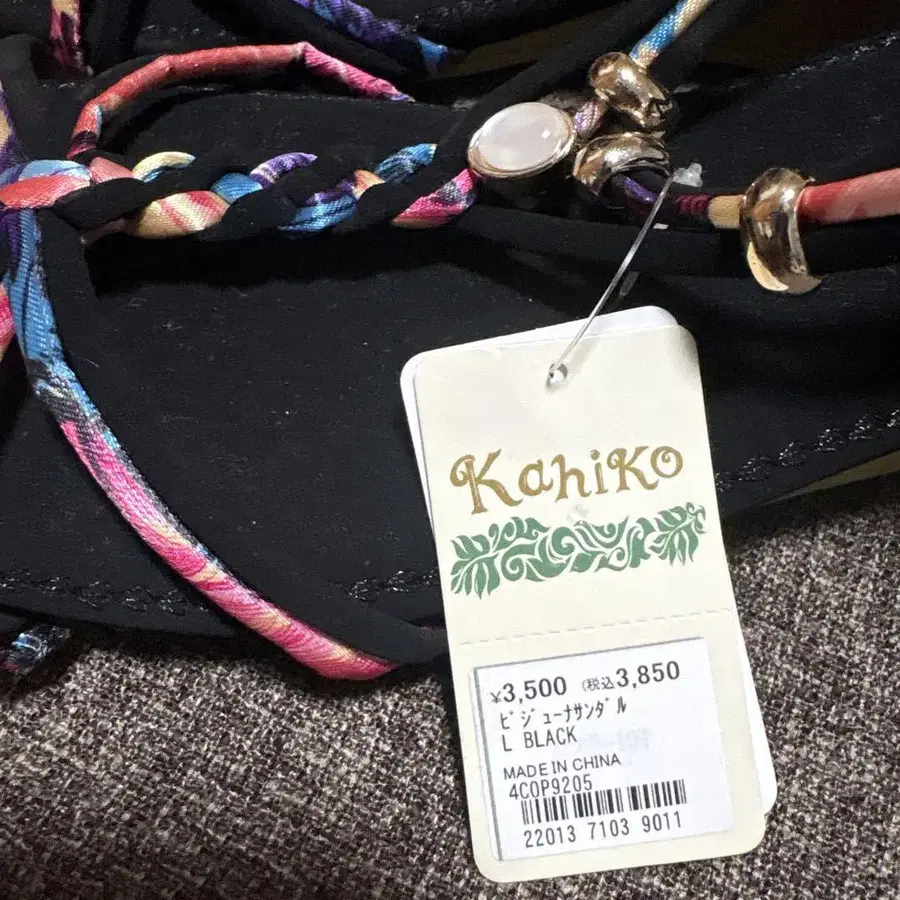 Kahiko
¥3,500 (税込3,850
ﾋﾞｼﾞｭｰﾅｻﾝﾀﾞﾙ
L BLACK
MADE IN CHINA
4COP9205
22013 7103 9011